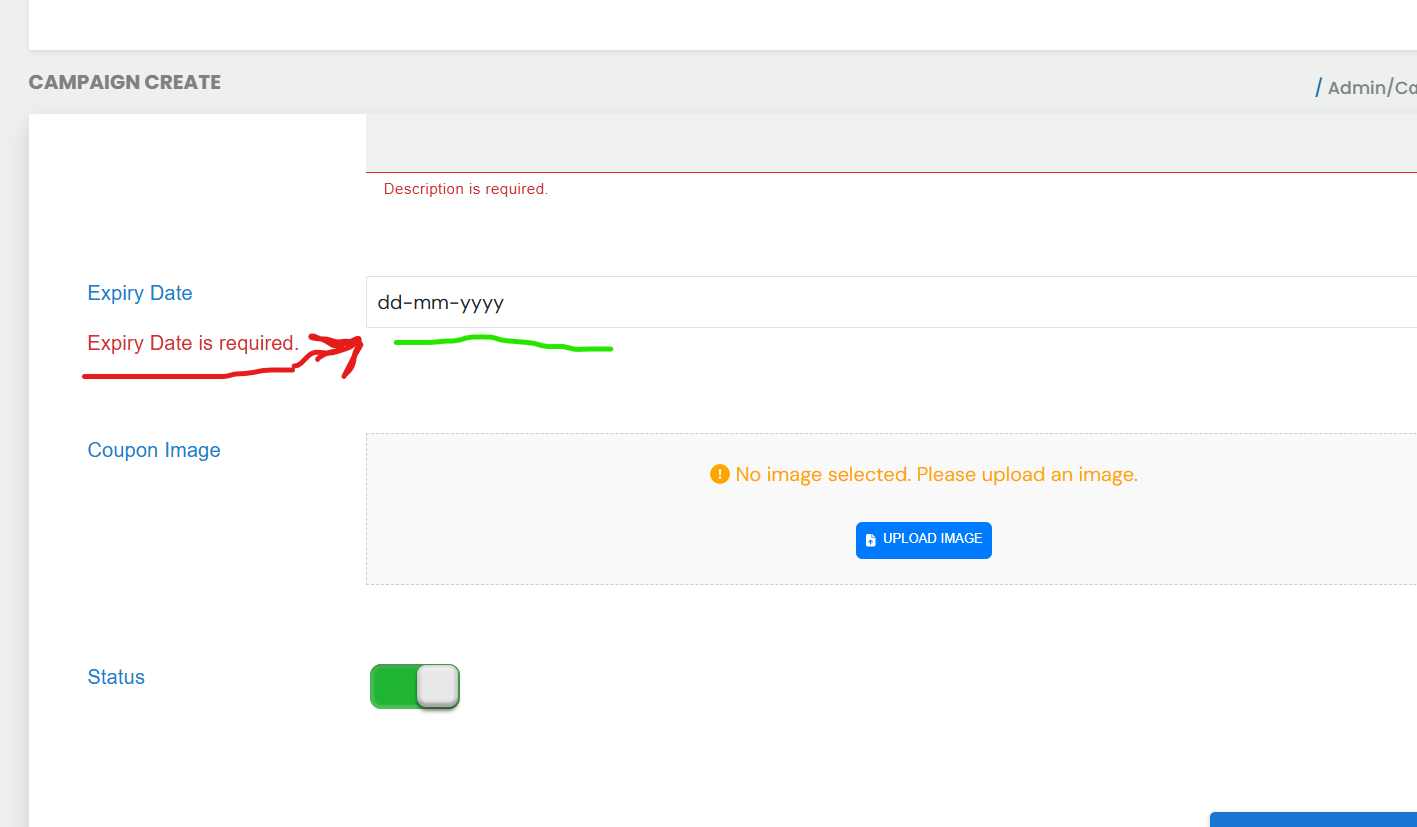 CAMPAIGN CREATE
/ Admin/Ca
Description is required.
Expiry Date
dd-mm-yyyy
Expiry Date is required.
Coupon Image
No image selected. Please upload an image.
UPLOAD IMAGE
Status